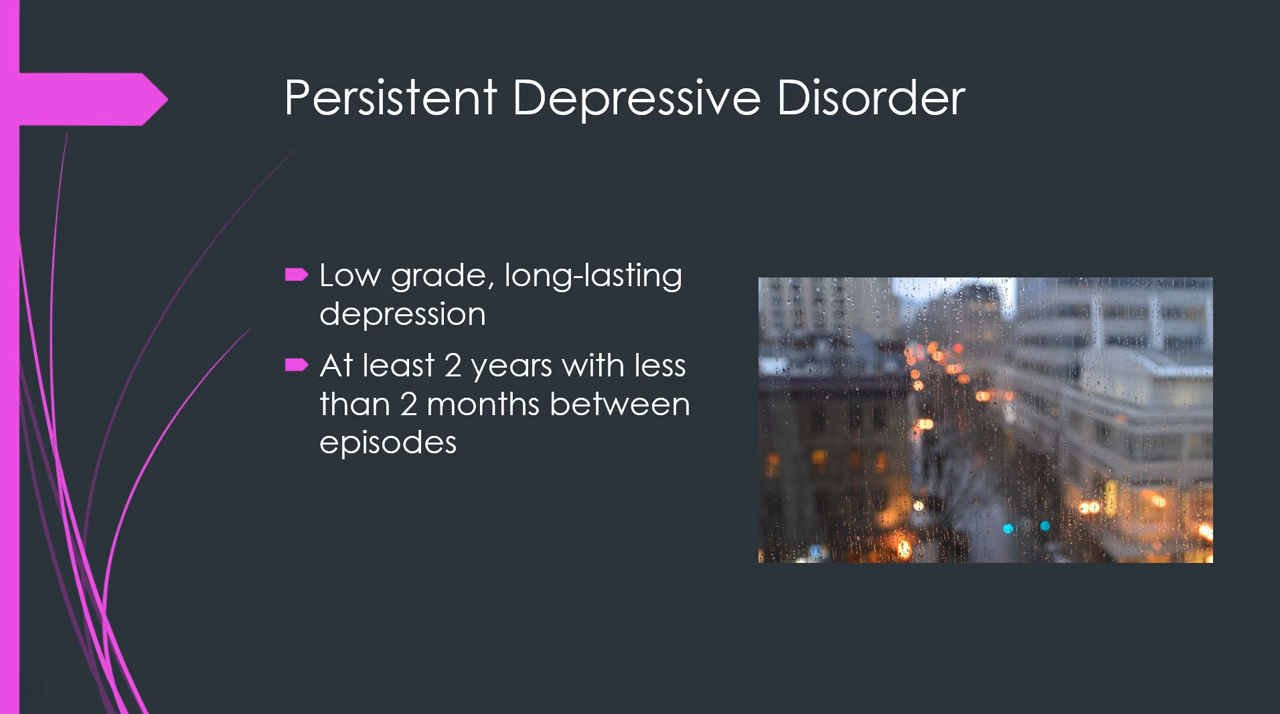 Persistent Depressive Disorder
Low grade, long-lasting
depression
At least 2 years with less
than 2 months between
episodes